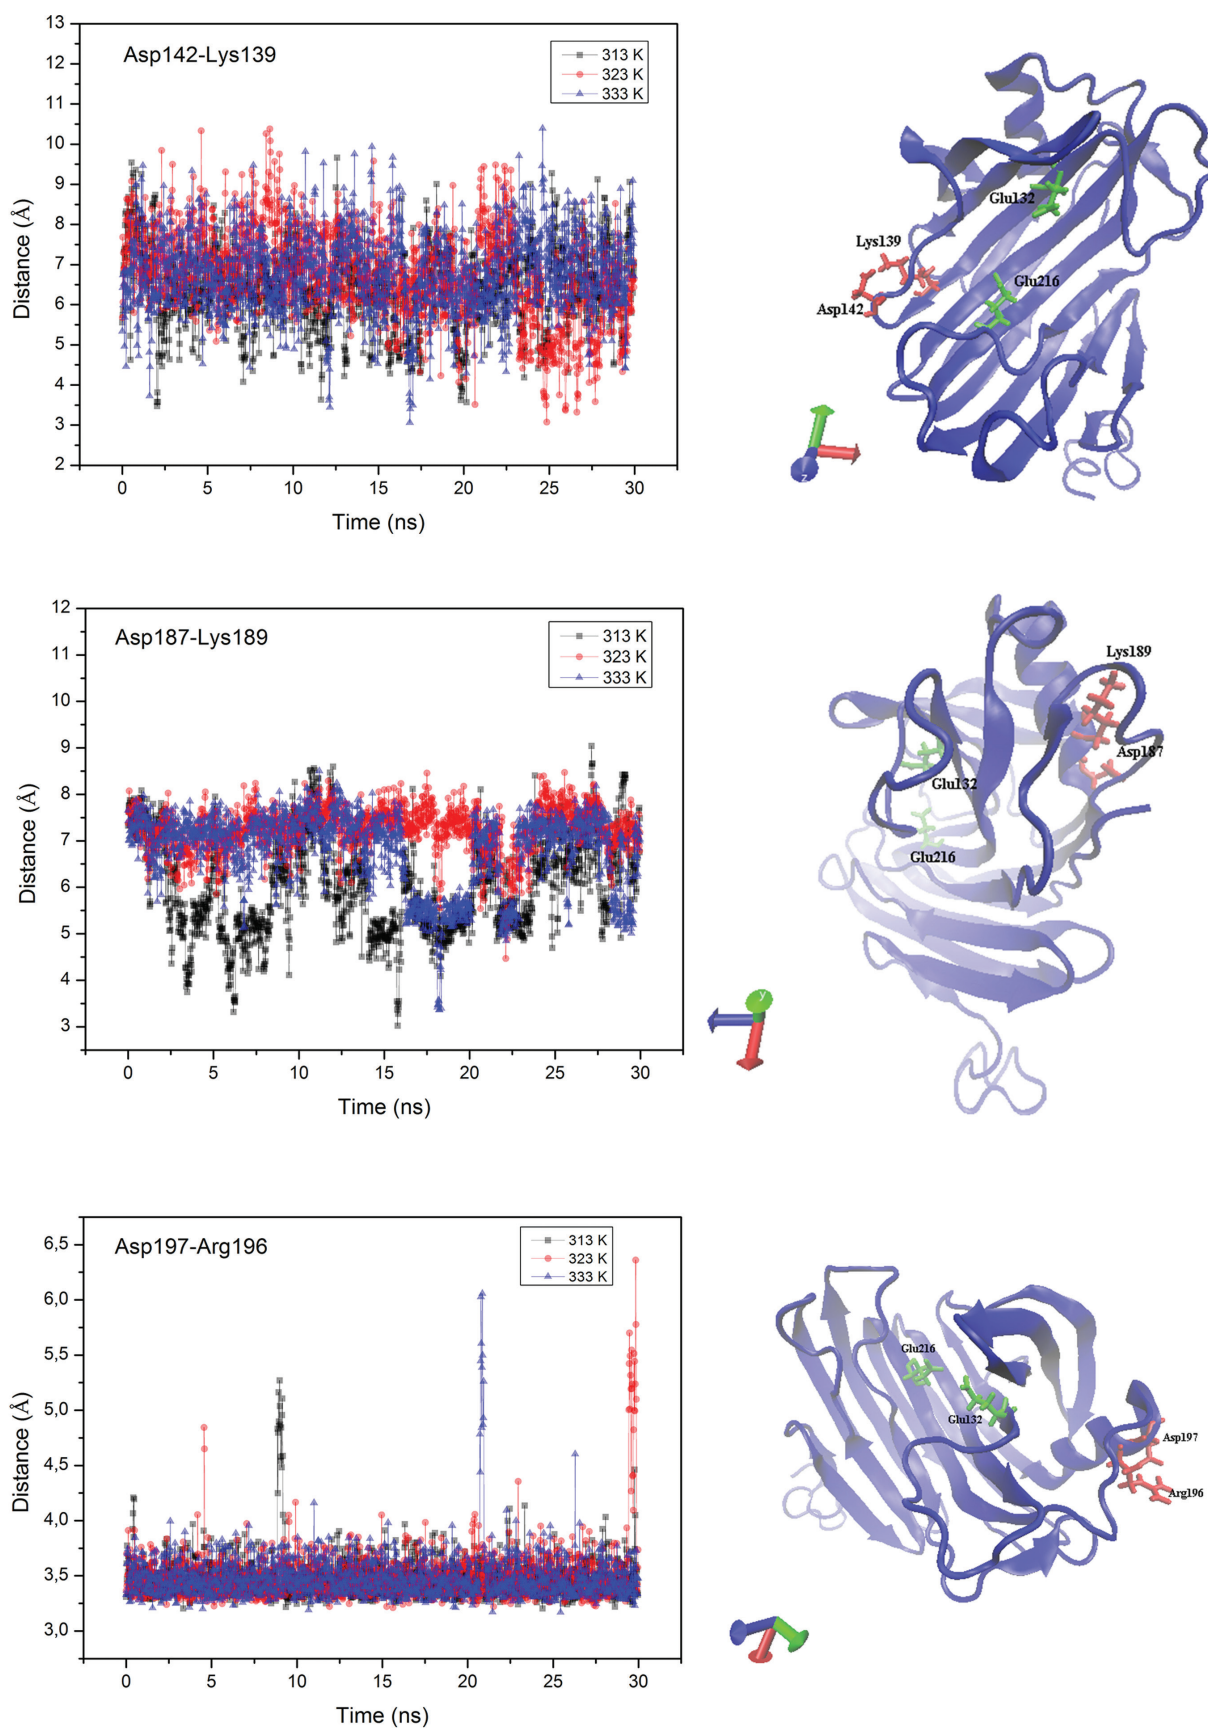 Asp142-Lys139
313 K
323 K
333 K
13
12
11
10
9
8
7
6
5
4
3
2
Distance (Å)
0 5 10 15 20 25 30
Time (ns)
Glu132
Lys139
Glu216
Asp142
z
Asp187-Lys189
313 K
323 K
333 K
12
11
10
9
8
7
6
5
4
3
Distance (Å)
0 5 10 15 20 25 30
Time (ns)
Lys189
Asp187
Glu132
Glu216
y
Asp197-Arg196
313 K
323 K
333 K
6,5
6,0
5,5
5,0
4,5
4,0
3,5
3,0
Distance (Å)
0 5 10 15 20 25 30
Time (ns)
Glu216
Glu132
Asp197
Arg196